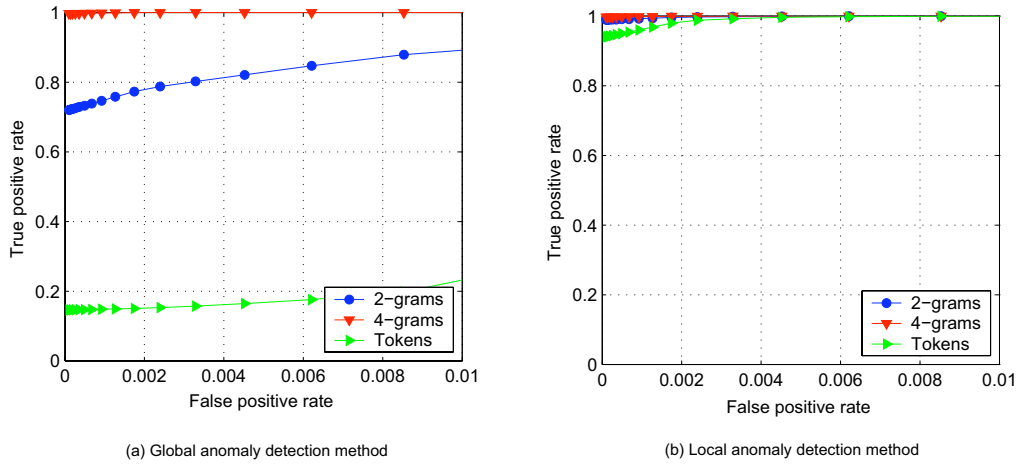 1
0.8
0.6
0.4
0.2
0
True positive rate
0 0.002 0.004 0.006 0.008 0.01
False positive rate
2−grams
4−grams
Tokens
(a) Global anomaly detection method
1
0.8
0.6
0.4
0.2
0
True positive rate
0 0.002 0.004 0.006 0.008 0.01
False positive rate
2−grams
4−grams
Tokens
(b) Local anomaly detection method